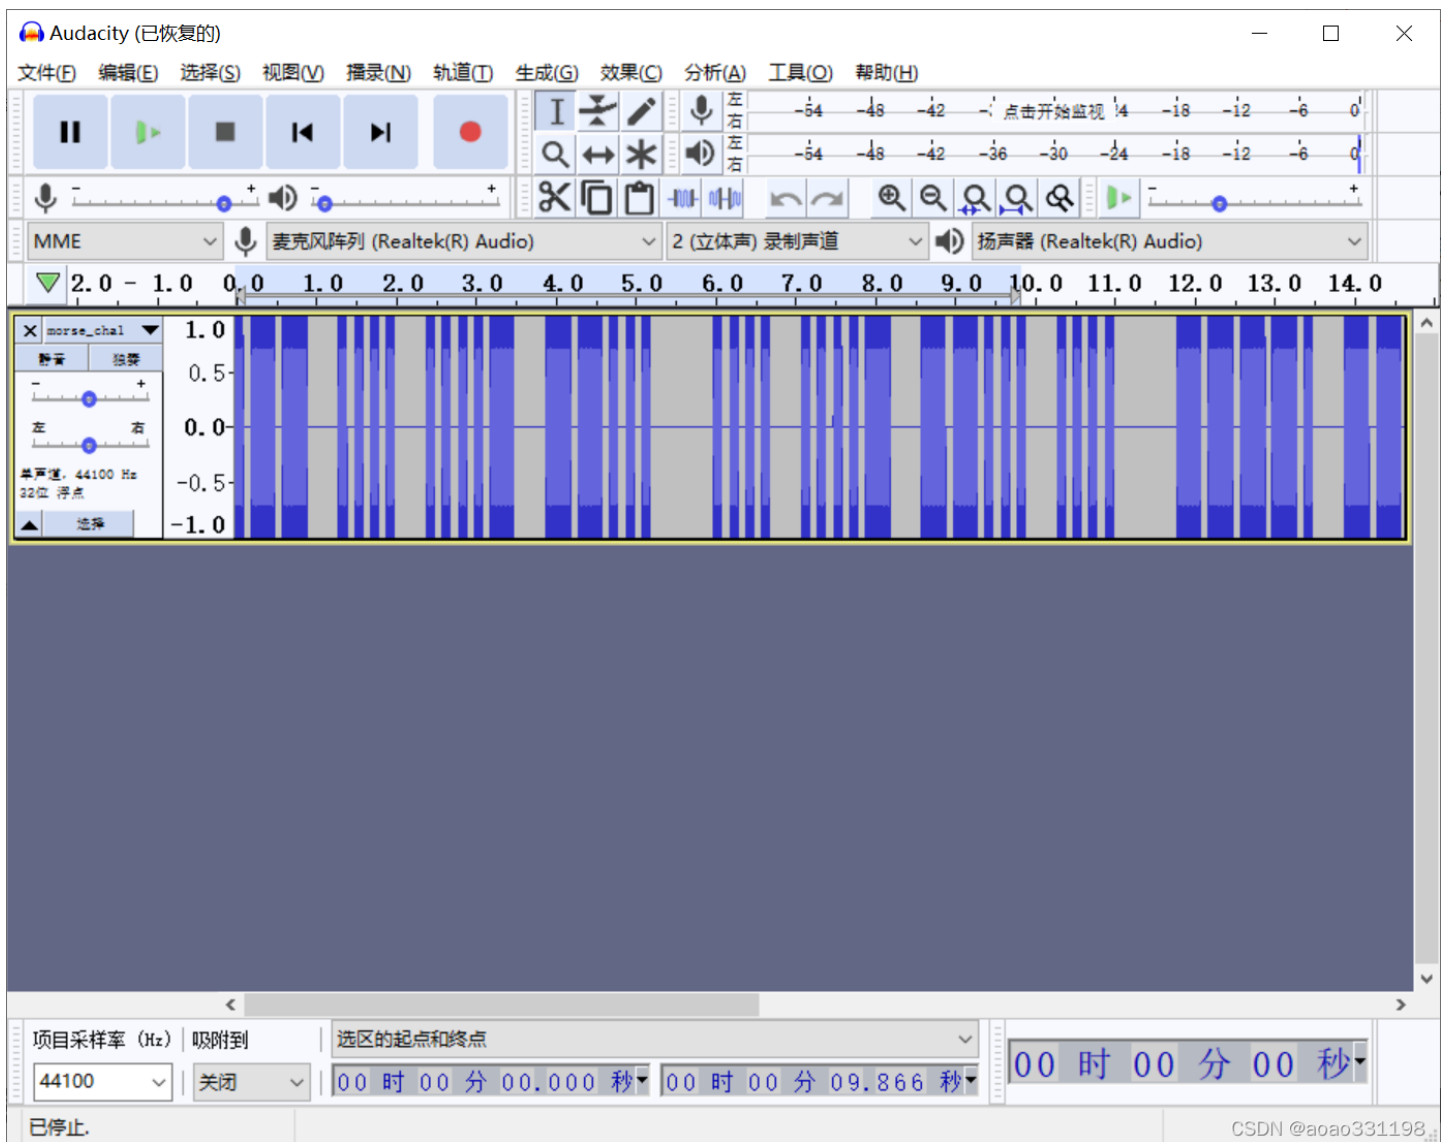 Audacity (已恢复的)
文件(F) 编辑(E) 选择(S) 视图(V) 播录(N) 轨道(T) 生成(G) 效果(C) 分析(A) 工具(O) 帮助(H)
左 -54 -48 -42 点击开始监视 -18 -12 -6 0
右
左 -54 -48 -42 -36 -30 -24 -18 -12 -6 0
右
- + - + - +
MME 麦克风阵列 (Realtek(R) Audio) 2 (立体声) 录制声道 扬声器 (Realtek(R) Audio)
2.0 - 1.0 0.0 1.0 2.0 3.0 4.0 5.0 6.0 7.0 8.0 9.0 10.0 11.0 12.0 13.0 14.0
morse_chal 1.0
静音 独奏 0.5
- +
左 右 0.0
单声道, 44100 Hz -0.5
32位 浮点
选择 -1.0
项目采样率 (Hz) 吸附到 选区的起点和终点
44100 关闭 00 时 00 分 00.000 秒 00 时 00 分 09.866 秒 00 时 00 分 00 秒
已停止.
CSDN @aoao331198